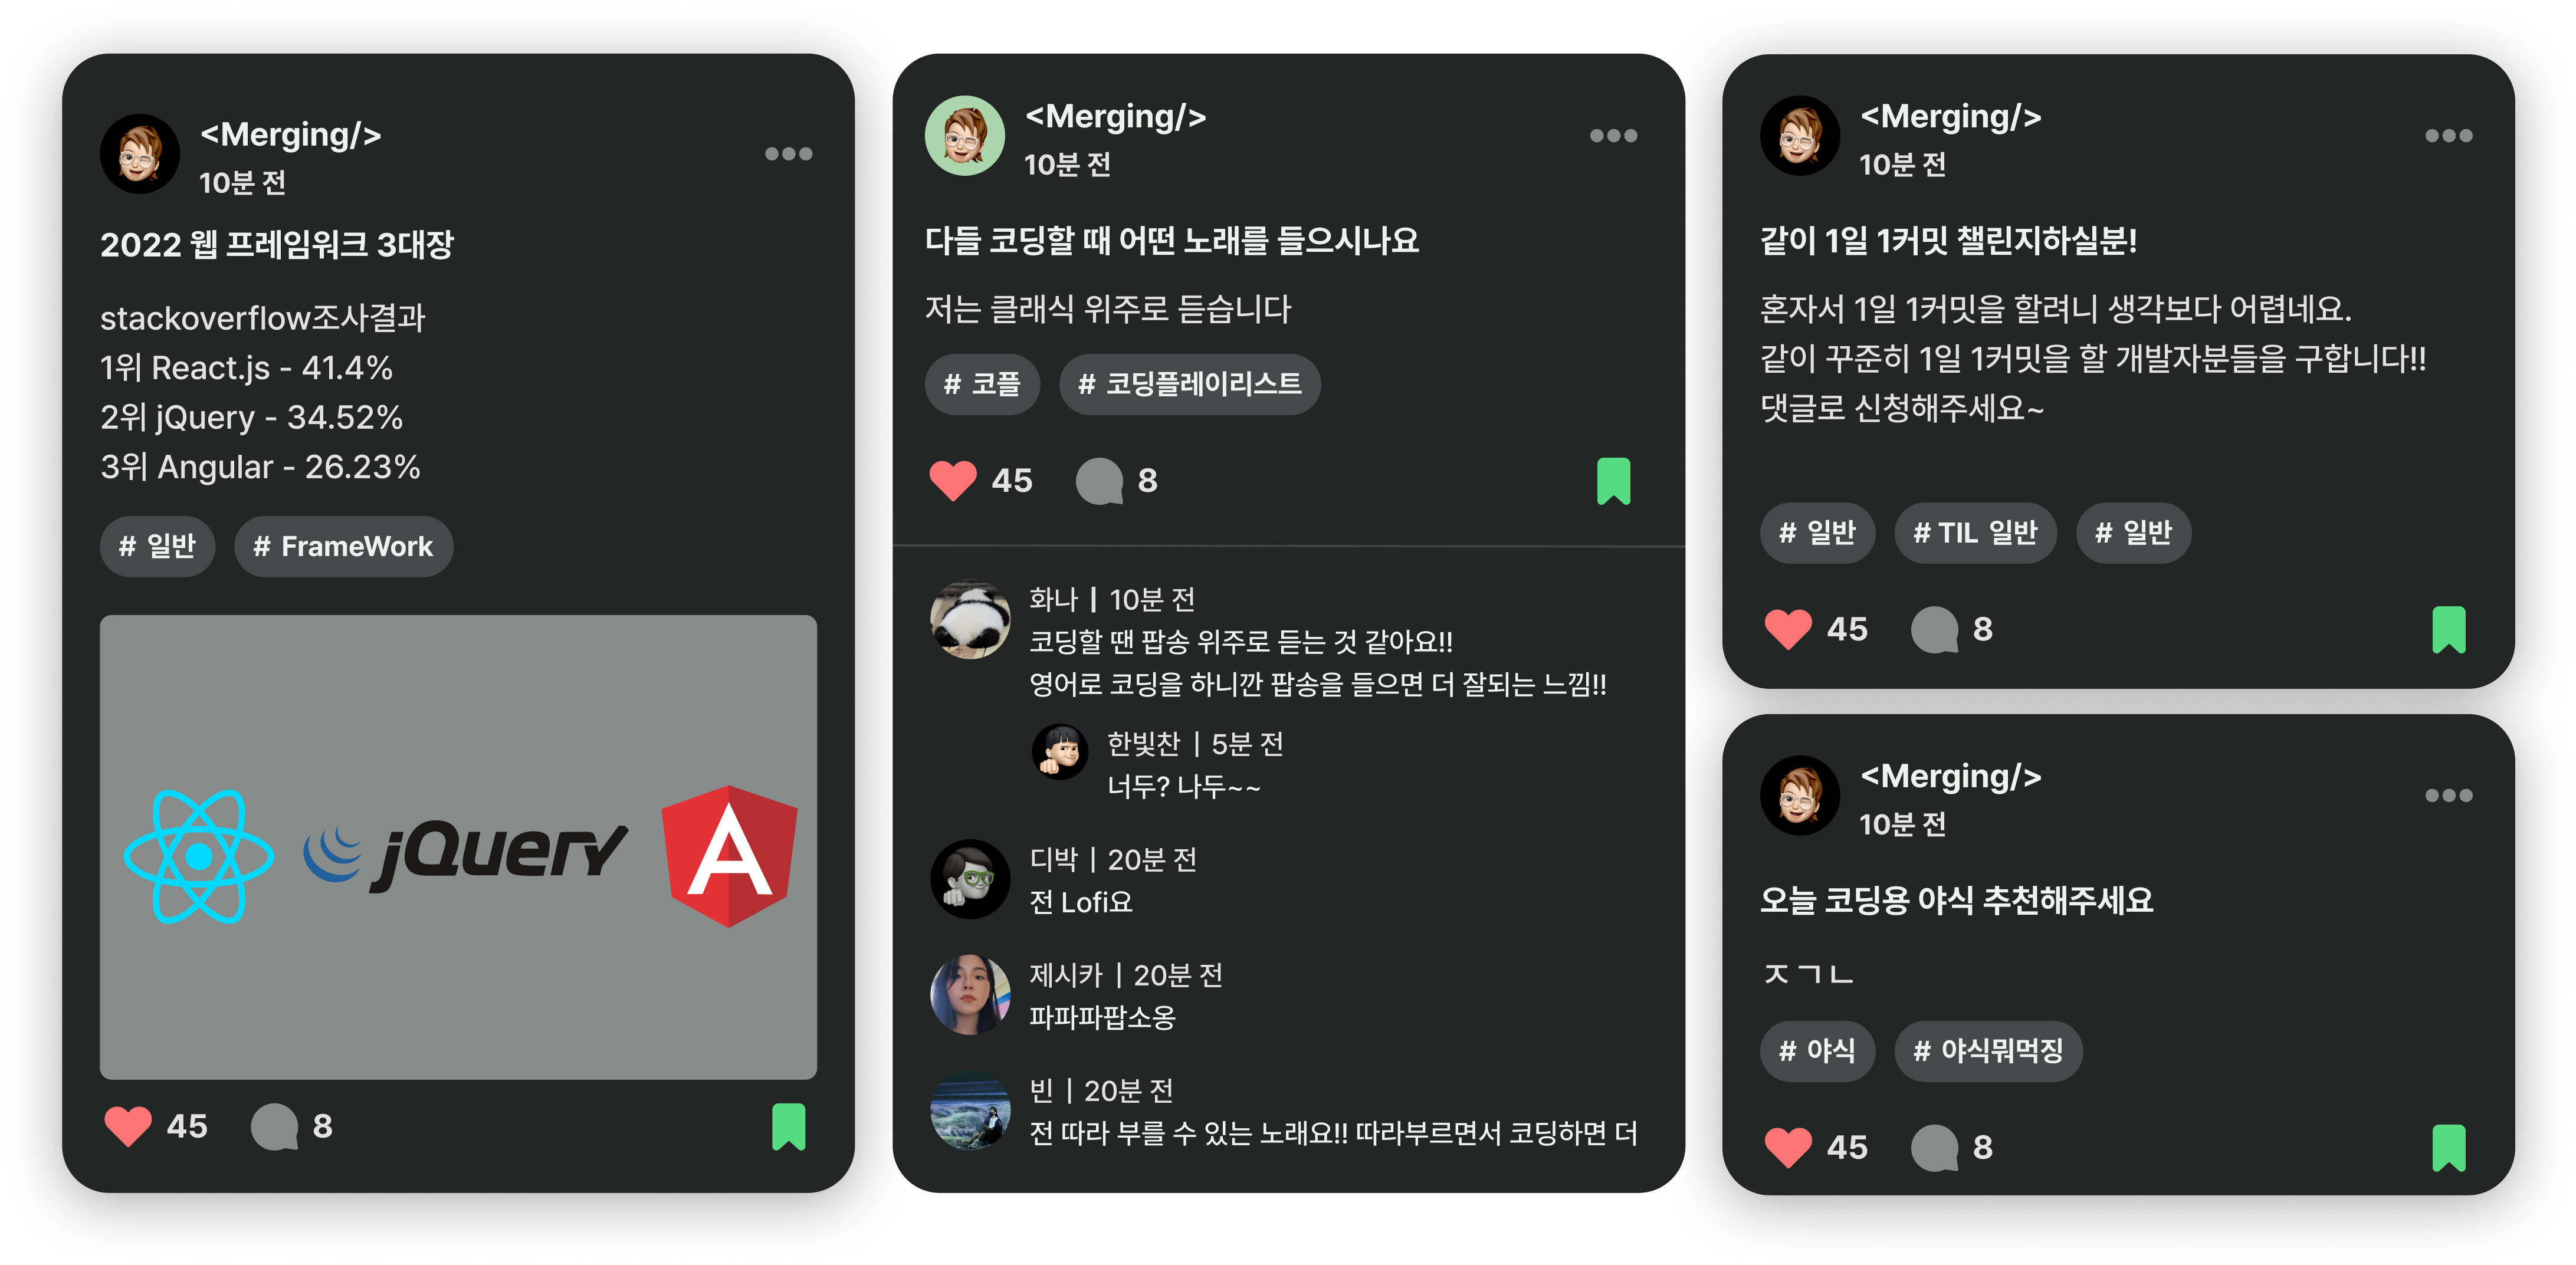 <Merging/>
10분 전
2022 웹 프레임워크 3대장
stackoverflow조사결과
1위 React.js - 41.4%
2위 jQuery - 34.52%
3위 Angular - 26.23%
# 일반 # FrameWork
jQuery
45 8
<Merging/>
10분 전
다들 코딩할 때 어떤 노래를 들으시나요
저는 클래식 위주로 듣습니다
# 코플 # 코딩플레이리스트
45 8
화나 | 10분 전
코딩할 땐 팝송 위주로 듣는 것 같아요!!
영어로 코딩을 하니깐 팝송을 들으면 더 잘되는 느낌!!
한빛찬 | 5분 전
너두? 나두~~
디박 | 20분 전
전 Lofi요
제시카 | 20분 전
파파파팝소옹
빈 | 20분 전
전 따라 부를 수 있는 노래요!! 따라부르면서 코딩하면 더
<Merging/>
10분 전
같이 1일 1커밋 챌린지하실분!
혼자서 1일 1커밋을 할려니 생각보다 어렵네요.
같이 꾸준히 1일 1커밋을 할 개발자분들을 구합니다!!
댓글로 신청해주세요~
# 일반 # TIL 일반 # 일반
45 8
<Merging/>
10분 전
오늘 코딩용 야식 추천해주세요
ㅈㄱㄴ
# 야식 # 야식뭐먹징
45 8